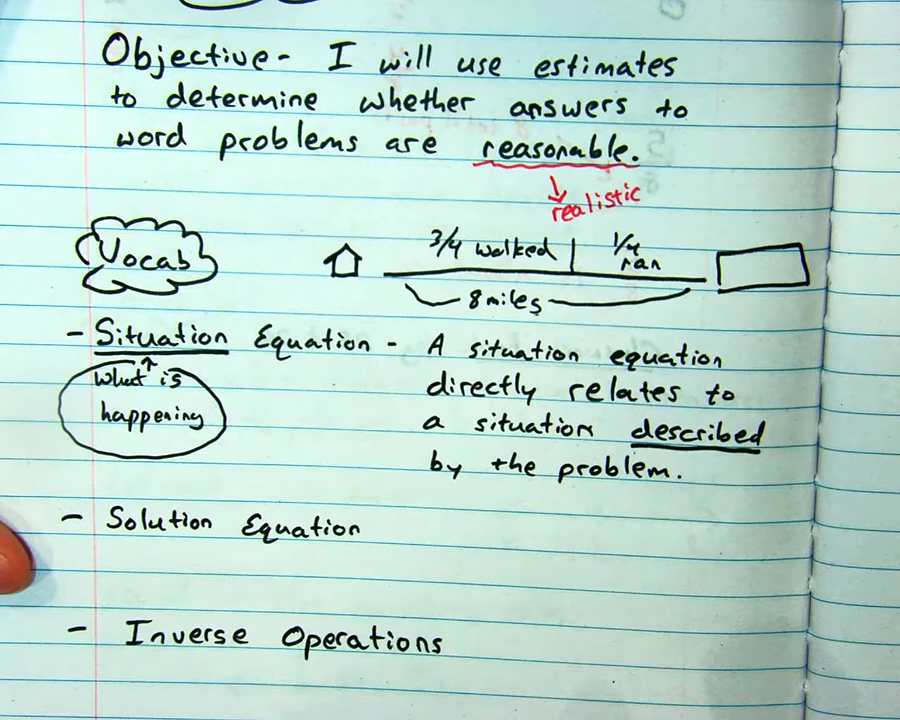 Objective - I will use estimates
to determine whether answers to
word problems are reasonable.
realistic
Vocab
3/4 walked 1/4 ran
8 miles
- Situation Equation - A situation equation
directly relates to
a situation described
by the problem.
what is
happening
- Solution Equation
- Inverse Operations